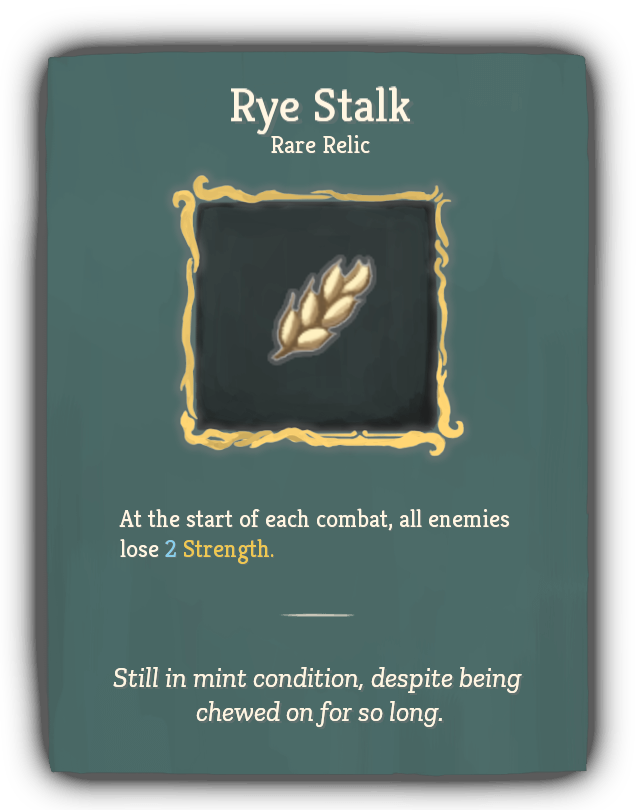 Rye Stalk
Rare Relic
At the start of each combat, all enemies
lose 2 Strength.
Still in mint condition, despite being
chewed on for so long.